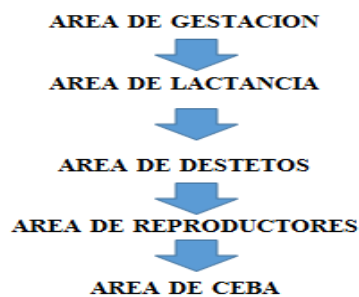 AREA DE GESTACION
AREA DE LACTANCIA
AREA DE DESTETOS
AREA DE REPRODUCTORES
AREA DE CEBA